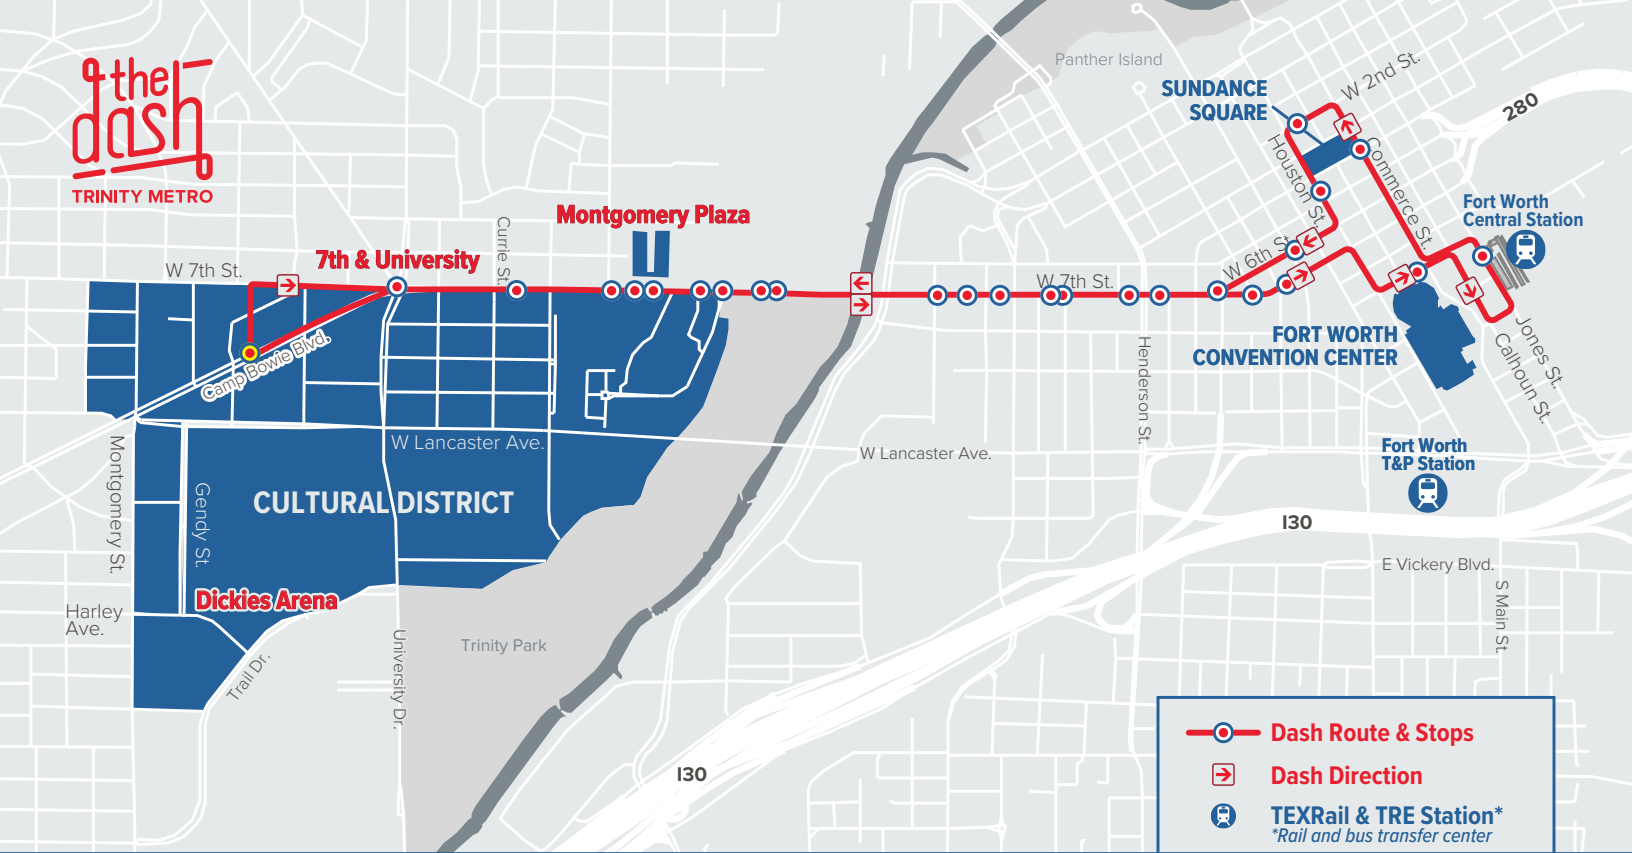 the
dash
TRINITY METRO
Panther Island
W 2nd St.
280
SUNDANCE
SQUARE
Houston St.
Commerce St.
Fort Worth
Central Station
Montgomery Plaza
Currie St.
7th & University
W 7th St.
W 6th St.
W 7th St.
Camp Bowie Blvd.
FORT WORTH
CONVENTION CENTER
Jones St.
Calhoun St.
Henderson St.
W Lancaster Ave.
W Lancaster Ave.
Fort Worth
T&P Station
Montgomery St.
Gendy St.
CULTURAL DISTRICT
I30
E Vickery Blvd.
S Main St.
Dickies Arena
Harley
Ave.
Trail Dr.
University Dr.
Trinity Park
I30
Dash Route & Stops
Dash Direction
TEXRail & TRE Station*
*Rail and bus transfer center